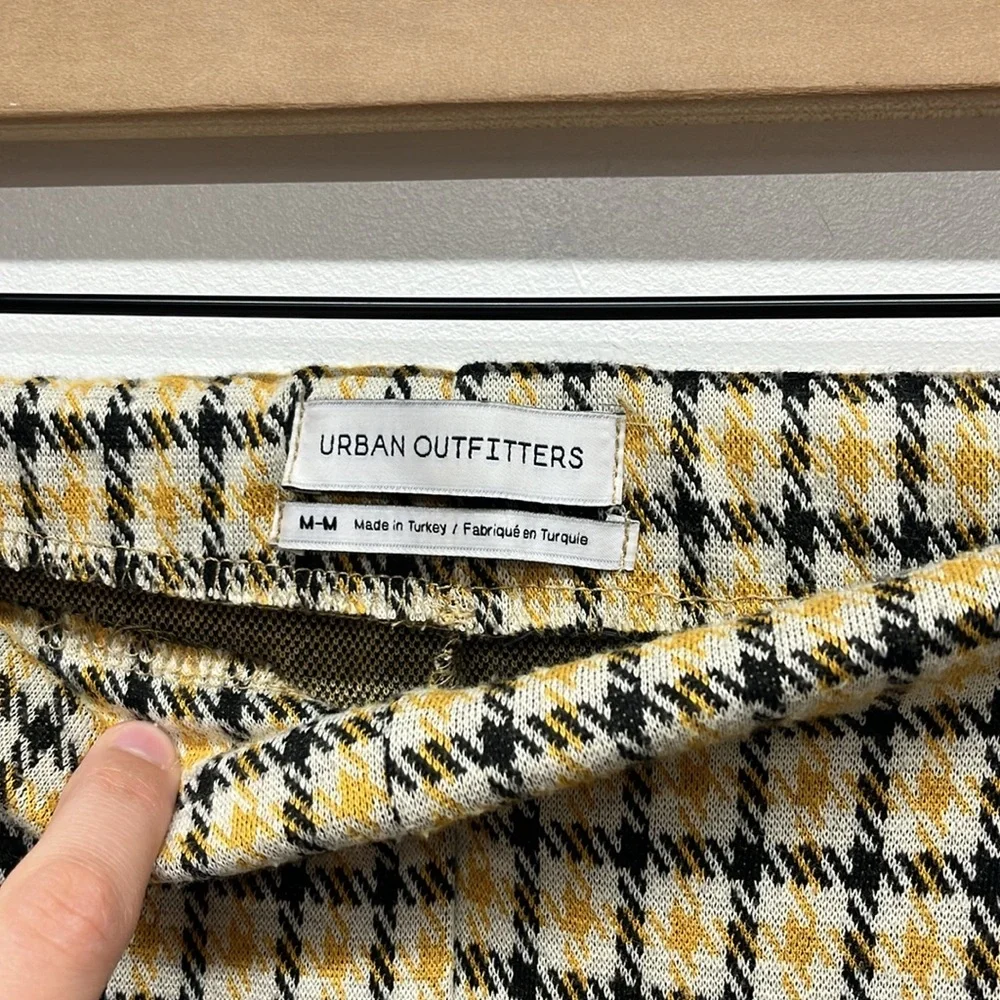 URBAN OUTFITTERS
M-M Made in Turkey / Fabriqué en Turquie